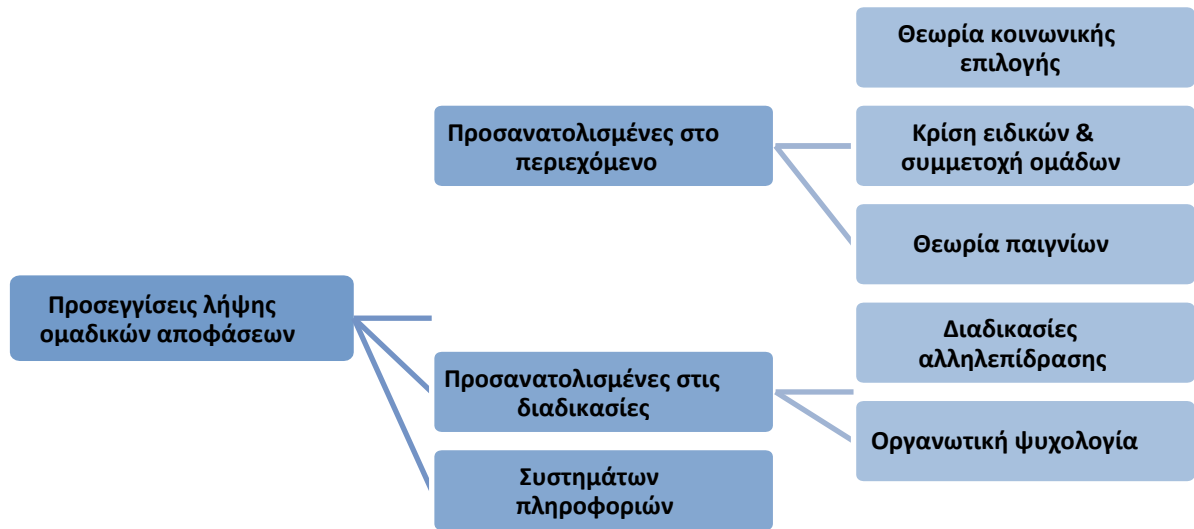 Προσεγγίσεις λήψης
ομαδικών αποφάσεων
Προσανατολισμένες στο
περιεχόμενο
Θεωρία κοινωνικής
επιλογής
Κρίση ειδικών &
συμμετοχή ομάδων
Θεωρία παιγνίων
Προσανατολισμένες στις
διαδικασίες
Διαδικασίες
αλληλεπίδρασης
Οργανωτική ψυχολογία
Συστημάτων
πληροφοριών